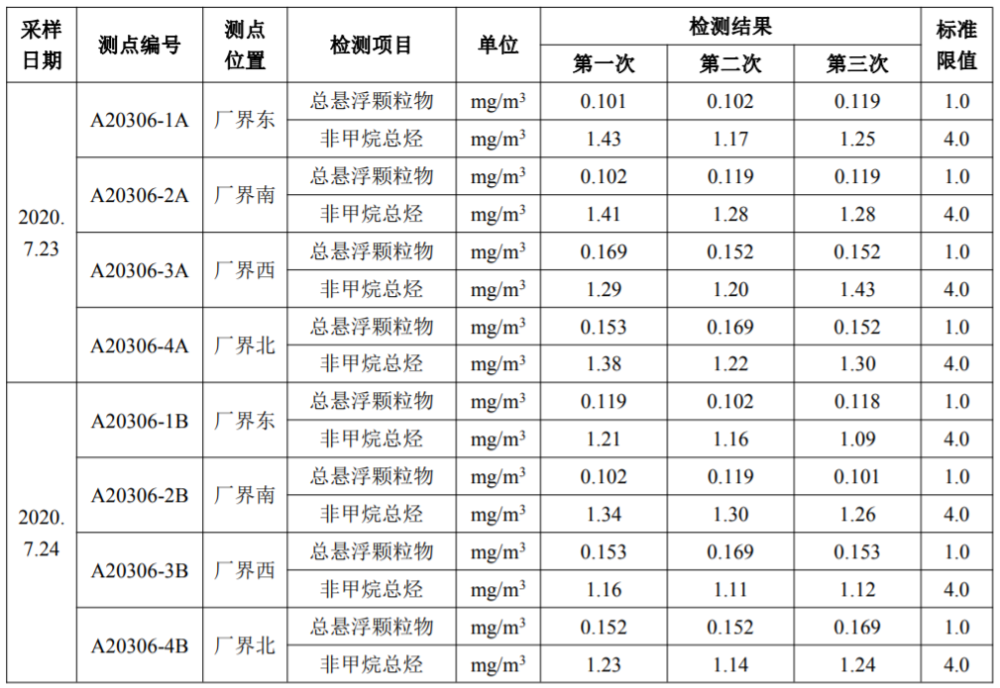 采样日期 测点编号 测点位置 检测项目 单位 检测结果 标准限值
第一次 第二次 第三次
2020.7.23 A20306-1A 厂界东 总悬浮颗粒物 mg/m³ 0.101 0.102 0.119 1.0
非甲烷总烃 mg/m³ 1.43 1.17 1.25 4.0
A20306-2A 厂界南 总悬浮颗粒物 mg/m³ 0.102 0.119 0.119 1.0
非甲烷总烃 mg/m³ 1.41 1.28 1.28 4.0
A20306-3A 厂界西 总悬浮颗粒物 mg/m³ 0.169 0.152 0.152 1.0
非甲烷总烃 mg/m³ 1.29 1.20 1.43 4.0
A20306-4A 厂界北 总悬浮颗粒物 mg/m³ 0.153 0.169 0.152 1.0
非甲烷总烃 mg/m³ 1.38 1.22 1.30 4.0
2020.7.24 A20306-1B 厂界东 总悬浮颗粒物 mg/m³ 0.119 0.102 0.118 1.0
非甲烷总烃 mg/m³ 1.21 1.16 1.09 4.0
A20306-2B 厂界南 总悬浮颗粒物 mg/m³ 0.102 0.119 0.101 1.0
非甲烷总烃 mg/m³ 1.34 1.30 1.26 4.0
A20306-3B 厂界西 总悬浮颗粒物 mg/m³ 0.153 0.169 0.153 1.0
非甲烷总烃 mg/m³ 1.16 1.11 1.12 4.0
A20306-4B 厂界北 总悬浮颗粒物 mg/m³ 0.152 0.152 0.169 1.0
非甲烷总烃 mg/m³ 1.23 1.14 1.24 4.0